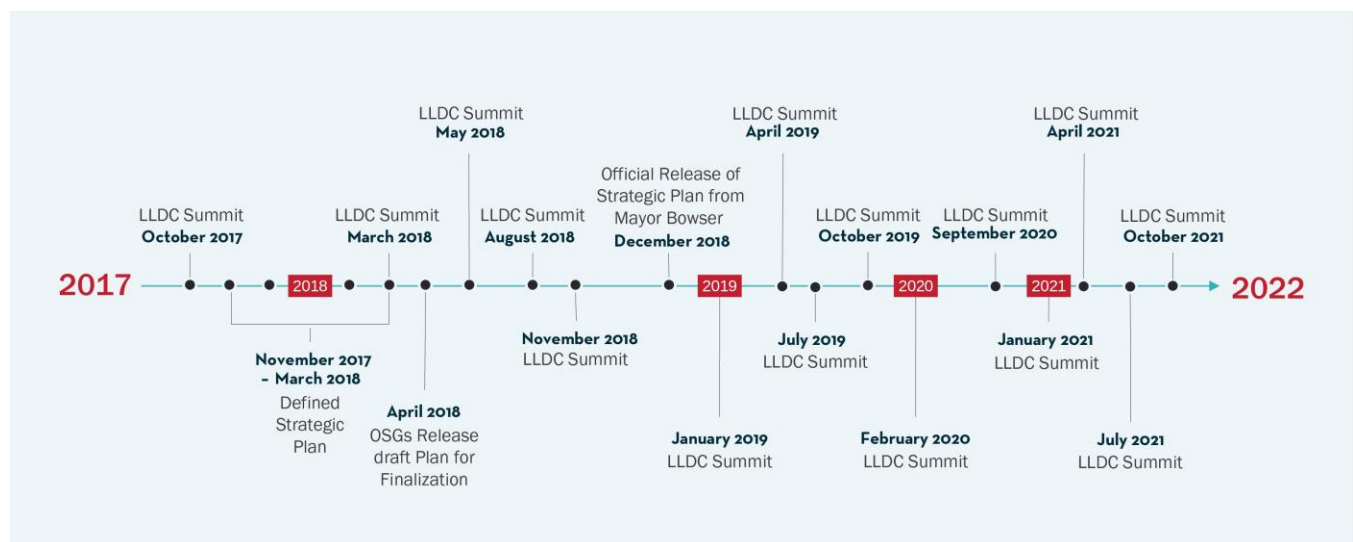 LLDC Summit
May 2018
LLDC Summit
April 2019
LLDC Summit
April 2021
Official Release of
Strategic Plan from
Mayor Bowser
December 2018
LLDC Summit
October 2017
LLDC Summit
March 2018
LLDC Summit
August 2018
LLDC Summit
October 2019
LLDC Summit
September 2020
LLDC Summit
October 2021
2017
2018
2019
2020
2021
2022
November 2017
– March 2018
Defined
Strategic
Plan
April 2018
OSGs Release
draft Plan for
Finalization
November 2018
LLDC Summit
January 2019
LLDC Summit
July 2019
LLDC Summit
February 2020
LLDC Summit
January 2021
LLDC Summit
July 2021
LLDC Summit